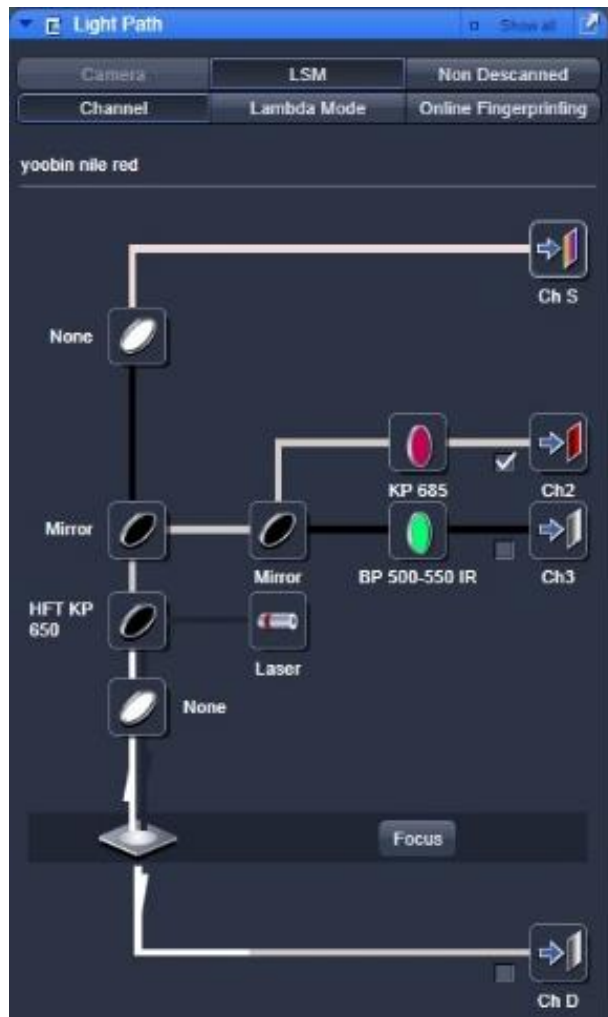 Light Path
Show all
Camera
LSM
Non Descanned
Channel
Lambda Mode
Online Fingerprinting
yoobin nile red
Ch S
None
KP 685
Ch2
Mirror
Mirror
BP 500-550 IR
Ch3
HFT KP
650
Laser
None
Focus
Ch D